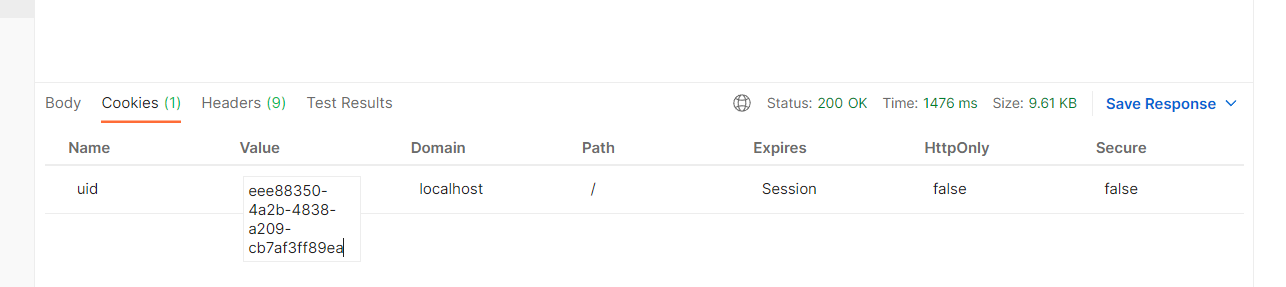 Body Cookies (1) Headers (9) Test Results Status: 200 OK Time: 1476 ms Size: 9.61 KB Save Response
Name Value Domain Path Expires HttpOnly Secure
uid eee88350- localhost / Session false false
4a2b-4838-
a209-
cb7af3ff89ea